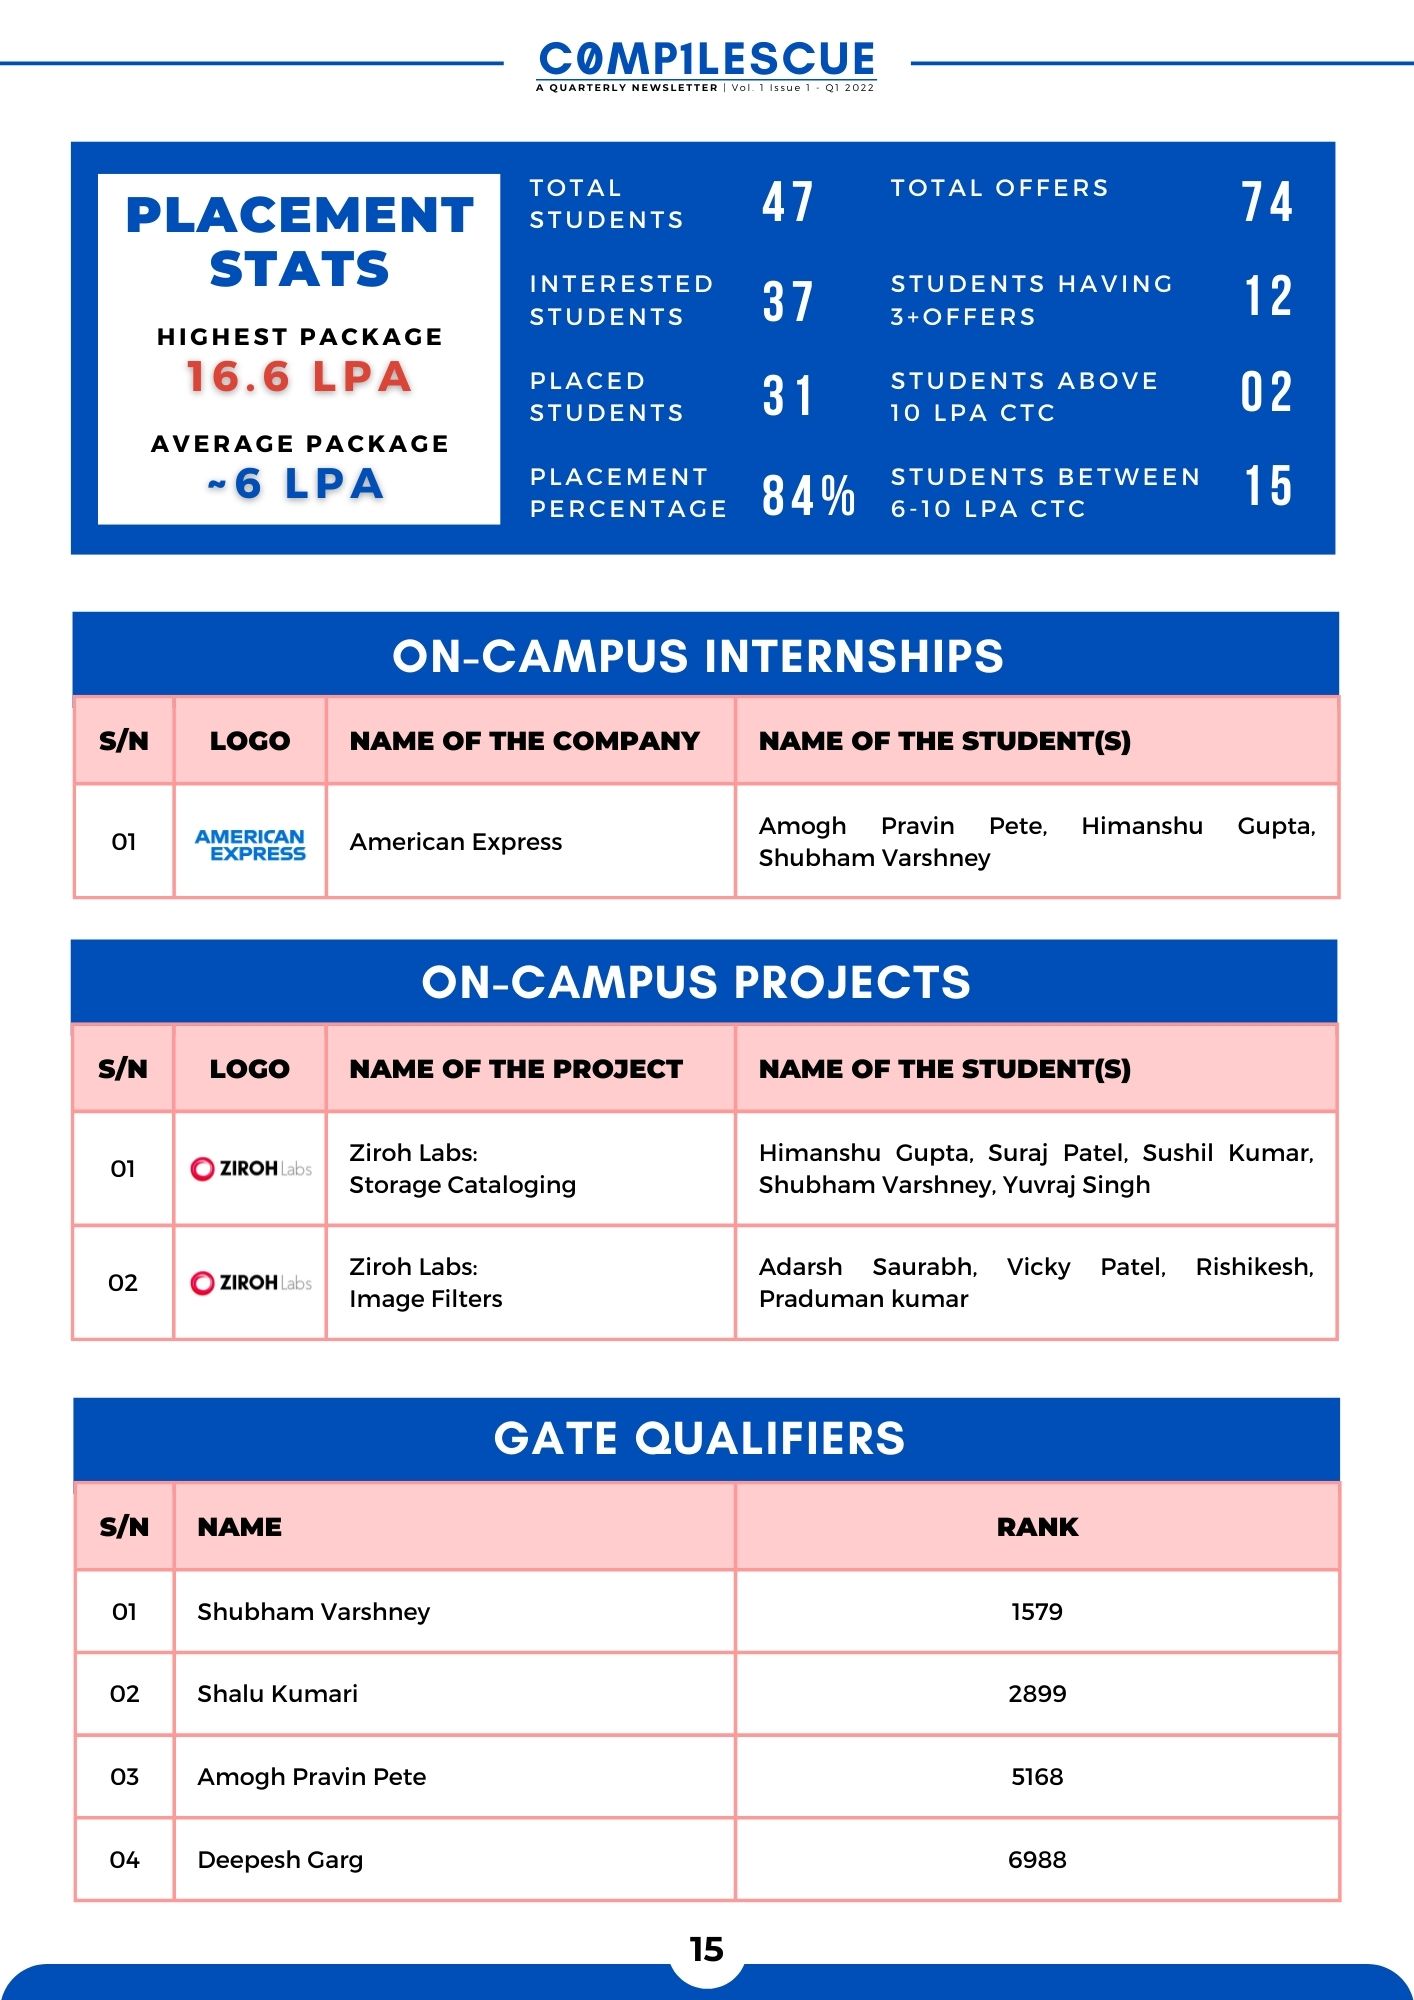 C0MP1LESCUE
A QUARTERLY NEWSLETTER | Vol. 1 Issue 1 - Q1 2022
PLACEMENT
STATS
HIGHEST PACKAGE
16.6 LPA
AVERAGE PACKAGE
~6 LPA
TOTAL
STUDENTS
47
INTERESTED
STUDENTS
37
PLACED
STUDENTS
31
PLACEMENT
PERCENTAGE
84%
TOTAL OFFERS
74
STUDENTS HAVING
3+OFFERS
12
STUDENTS ABOVE
10 LPA CTC
02
STUDENTS BETWEEN
6-10 LPA CTC
15
ON-CAMPUS INTERNSHIPS
S/N LOGO NAME OF THE COMPANY NAME OF THE STUDENT(S)
01
AMERICAN
EXPRESS
American Express
Amogh Pravin Pete, Himanshu Gupta,
Shubham Varshney
ON-CAMPUS PROJECTS
S/N LOGO NAME OF THE PROJECT NAME OF THE STUDENT(S)
01
ZIROH Labs
Ziroh Labs:
Storage Cataloging
Himanshu Gupta, Suraj Patel, Sushil Kumar,
Shubham Varshney, Yuvraj Singh
02
ZIROH Labs
Ziroh Labs:
Image Filters
Adarsh Saurabh, Vicky Patel, Rishikesh,
Praduman kumar
GATE QUALIFIERS
S/N NAME RANK
01 Shubham Varshney 1579
02 Shalu Kumari 2899
03 Amogh Pravin Pete 5168
04 Deepesh Garg 6988
15